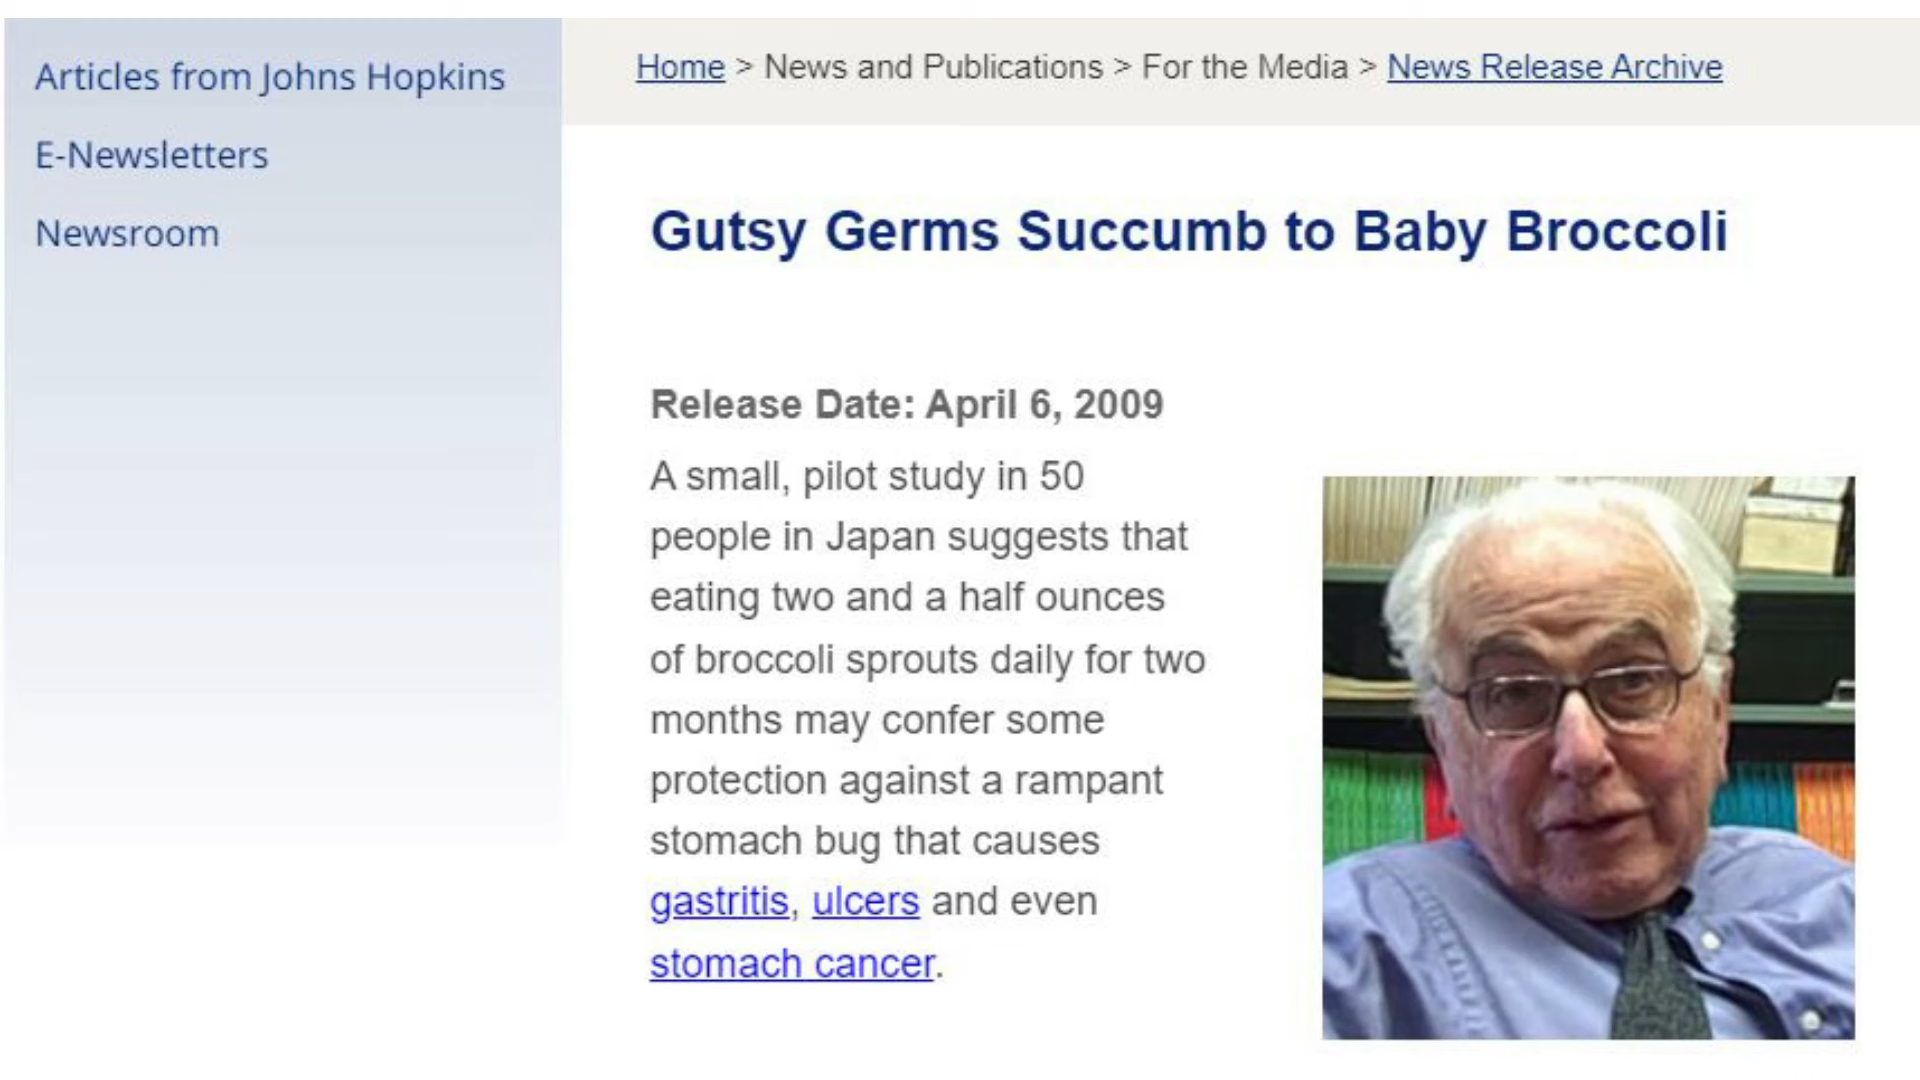 Articles from Johns Hopkins
E-Newsletters
Newsroom
Home > News and Publications > For the Media > News Release Archive
Gutsy Germs Succumb to Baby Broccoli
Release Date: April 6, 2009
A small, pilot study in 50
people in Japan suggests that
eating two and a half ounces
of broccoli sprouts daily for two
months may confer some
protection against a rampant
stomach bug that causes
gastritis, ulcers and even
stomach cancer.